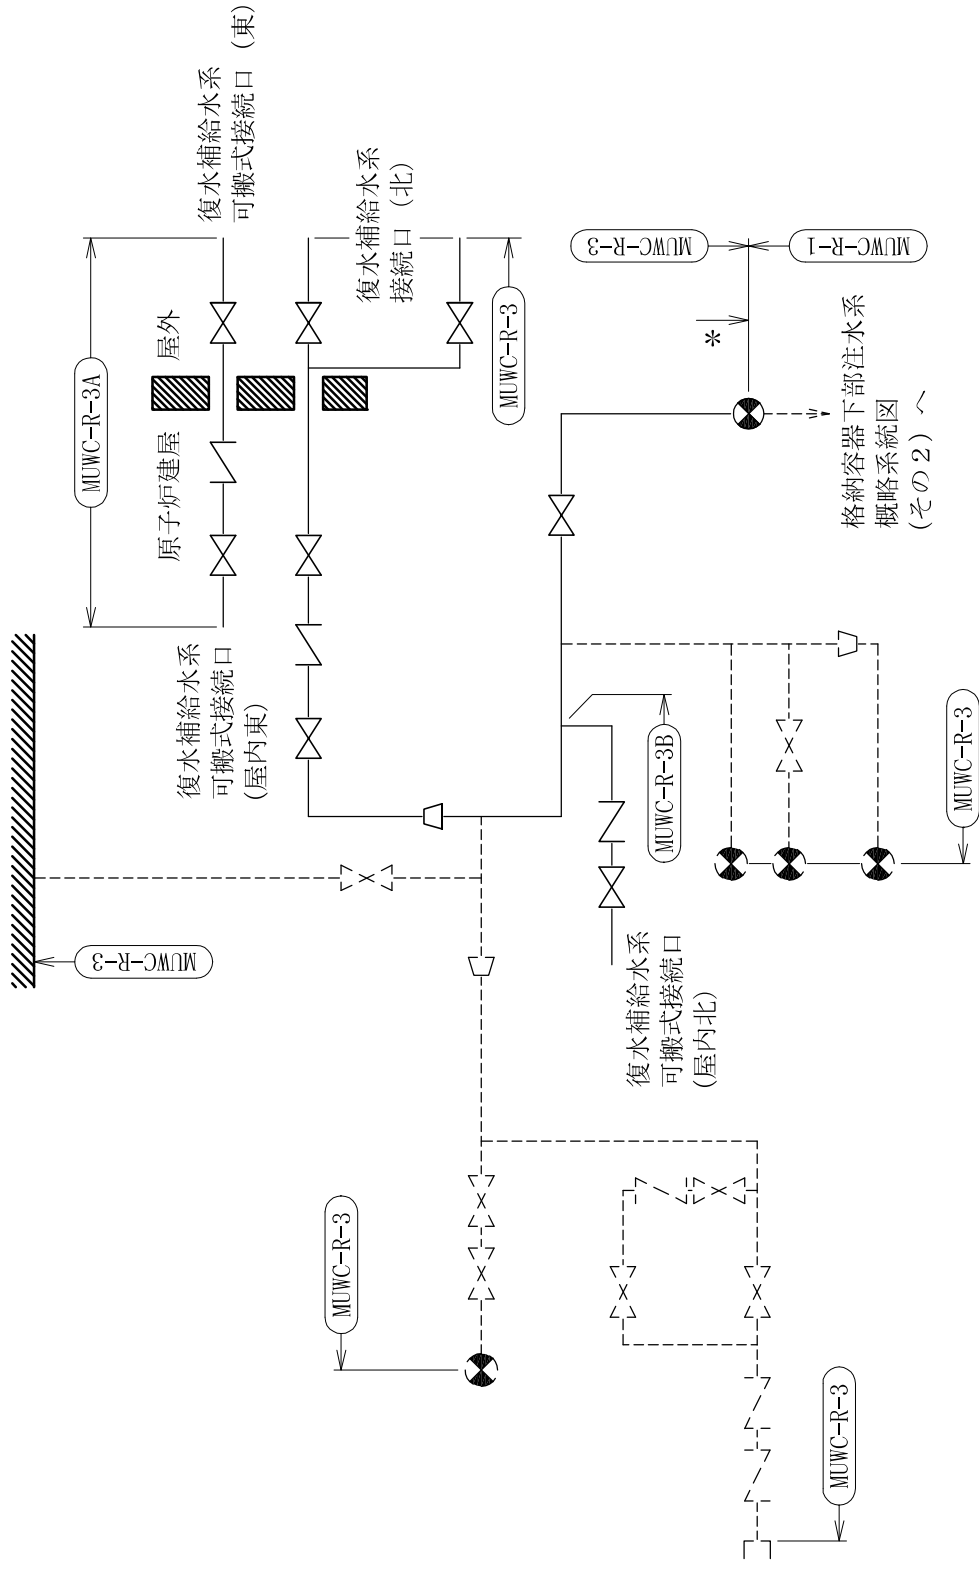 復水補給水系
可搬式接続口 (東)
MUWC-R-3A
屋外
原子炉建屋
復水補給水系
接続口 (北)
MUWC-R-3
復水補給水系
可搬式接続口
(屋内東)
MUWC-R-3
MUWC-R-1
*
格納容器下部注水系
概略系統図
(その2) へ
MUWC-R-3B
MUWC-R-3
MUWC-R-3
復水補給水系
可搬式接続口
(屋内北)
MUWC-R-3
MUWC-R-3